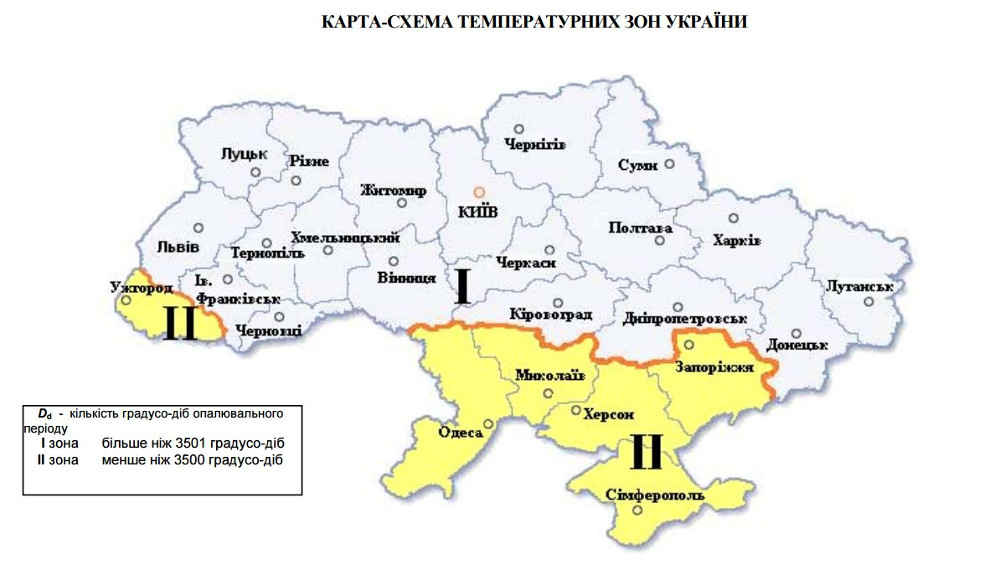 КАРТА-СХЕМА ТЕМПЕРАТУРНИХ ЗОН УКРАЇНИ
Чернігів
Луцьк
Рівне
Суми
Житомир
КИЇВ
Полтава
Харків
Львів
Тернопіль
Хмельницький
Черкаси
Вінниця
Ів.
Франківськ
Ужгород
I
Луганськ
II
Черновці
Кіровоград
Дніпропетровськ
Донецьк
Запоріжжя
Миколаїв
Херсон
Одеса
II
Сімферополь
Dd - кількість градусо-діб опалювального
періоду
I зона більше ніж 3501 градусо-діб
II зона менше ніж 3500 градусо-діб